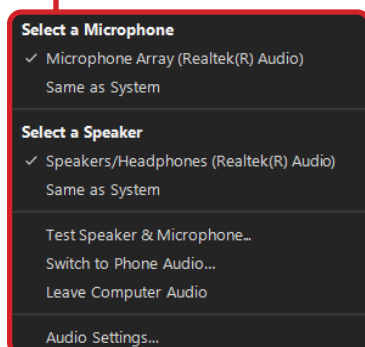 Select a Microphone
✓ Microphone Array (Realtek(R) Audio)
Same as System
Select a Speaker
✓ Speakers/Headphones (Realtek(R) Audio)
Same as System
Test Speaker & Microphone...
Switch to Phone Audio...
Leave Computer Audio
Audio Settings...